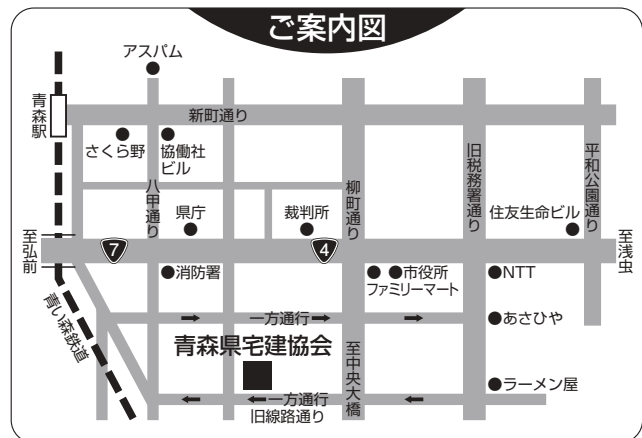 ご案内図
アスパム
青森駅
新町通り
さくら野
協働社
ビル
八甲通り
県庁
裁判所
柳町通り
旧税務署通り
住友生命ビル
平和公園通り
至弘前
7
4
至浅虫
消防署
市役所
ファミリーマート
NTT
青い森鉄道
一方通行
あさひや
青森県宅建協会
至中央大橋
ラーメン屋
一方通行
旧線路通り